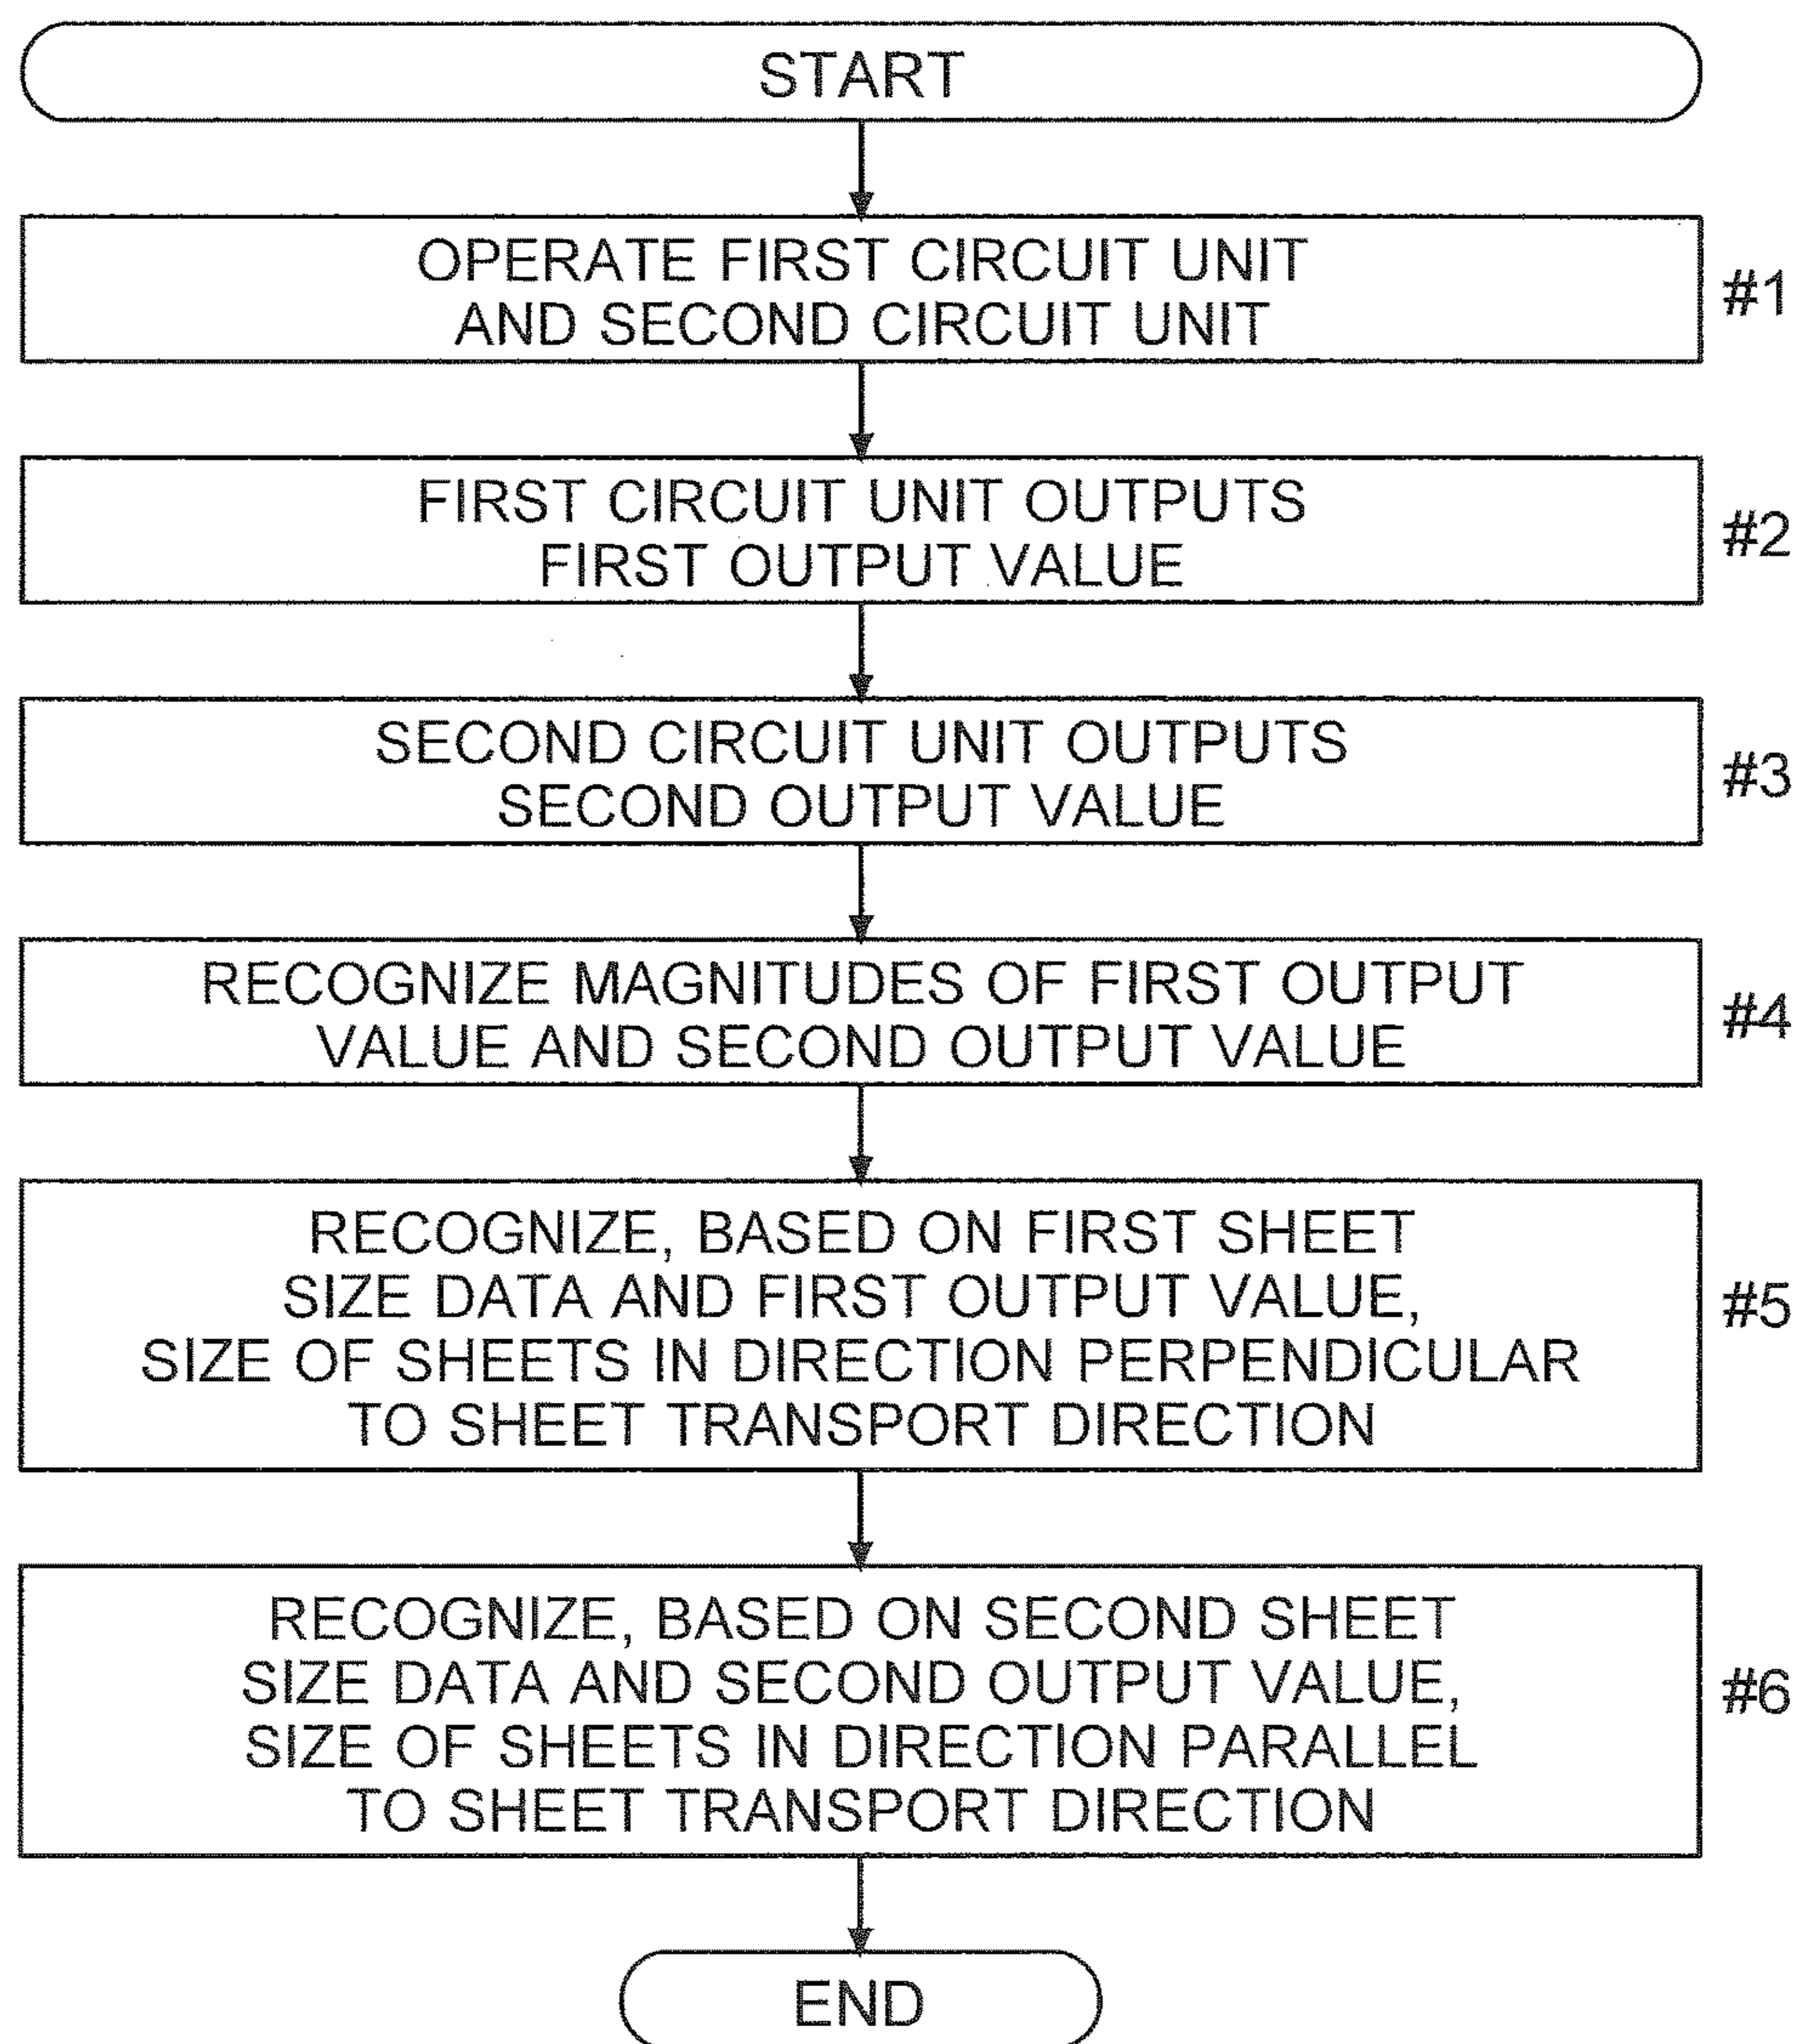 START
OPERATE FIRST CIRCUIT UNIT
AND SECOND CIRCUIT UNIT
#1
FIRST CIRCUIT UNIT OUTPUTS
FIRST OUTPUT VALUE
#2
SECOND CIRCUIT UNIT OUTPUTS
SECOND OUTPUT VALUE
#3
RECOGNIZE MAGNITUDES OF FIRST OUTPUT
VALUE AND SECOND OUTPUT VALUE
#4
RECOGNIZE, BASED ON FIRST SHEET
SIZE DATA AND FIRST OUTPUT VALUE,
SIZE OF SHEETS IN DIRECTION PERPENDICULAR
TO SHEET TRANSPORT DIRECTION
#5
RECOGNIZE, BASED ON SECOND SHEET
SIZE DATA AND SECOND OUTPUT VALUE,
SIZE OF SHEETS IN DIRECTION PARALLEL
TO SHEET TRANSPORT DIRECTION
#6
END